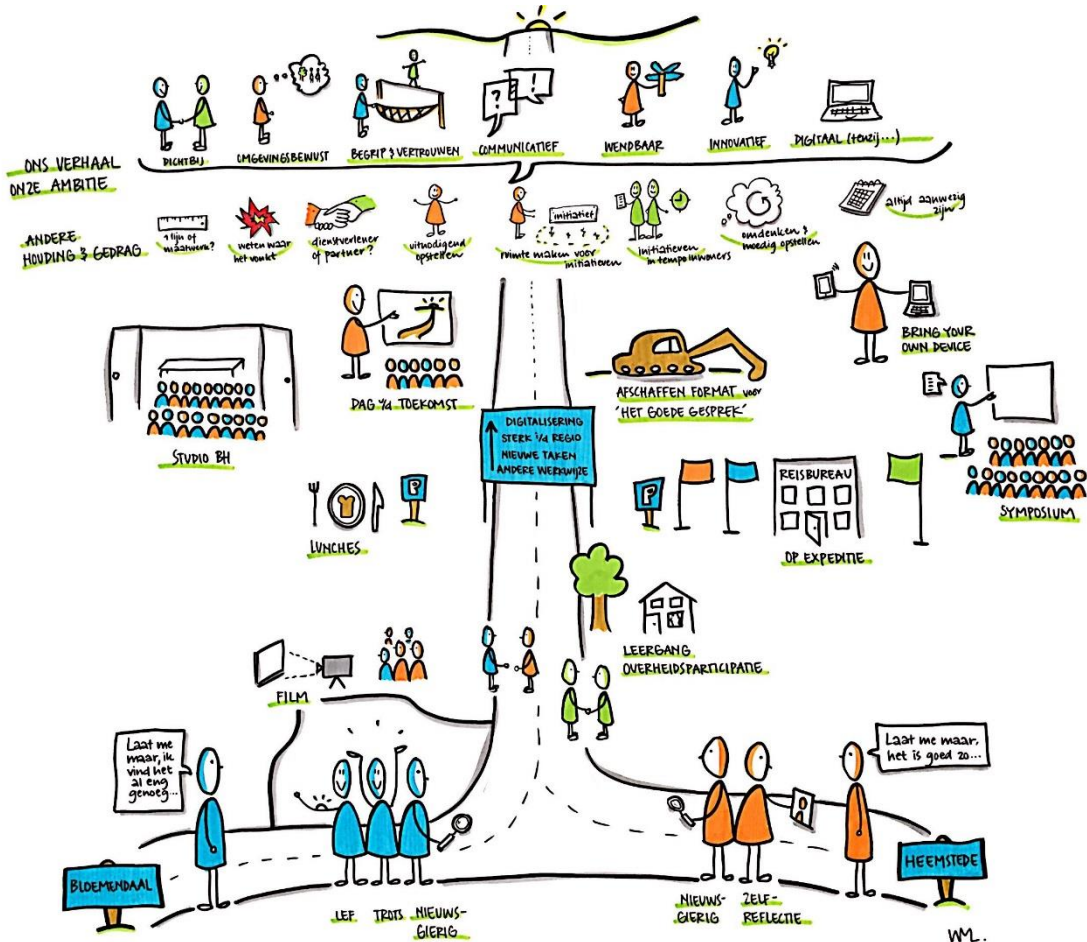 DICHTBIJ
OMGEVINGSBEWUST
BEGRIP & VERTROUWEN
?
!
COMMUNICATIEF
WENDBAAR
INNOVATIEF
DIGITAAL (tenzij...)
ONS VERHAAL
ONZE AMBITIE
ANDERE
HOUDING & GEDRAG
1 lijn of
maatwerk?
weten waar
het vonkt
dienstverlener
of partner?
uitnodigend
opstellen
initiatief
ruimte maken voor
initiatieven
initiatieven
in tempo inwoners
omdenken &
moedig opstellen
altijd aanwezig
zijn
STUDIO BH
DAG v/d TOEKOMST
AFSCHAFFEN FORMAT voor
'HET GOEDE GESPREK'
BRING YOUR
OWN DEVICE
SYMPOSIUM
DIGITALISERING
STERK i/d REGIO
NIEUWE TAKEN
ANDERE WERKWIJZE
LUNCHES
P
P
REISBUREAU
OP EXPEDITIE
LEERGANG
OVERHEIDSPARTICIPATIE
FILM
Laat me
maar, ik
vind het
al eng
genoeg...
Laat me maar,
het is goed zo...
BLOEMENDAAL
HEEMSTEDE
LEF
TROTS
NIEUWS-
GIERIG
NIEUWS-
GIERIG
ZELF-
REFLECTIE
WML.